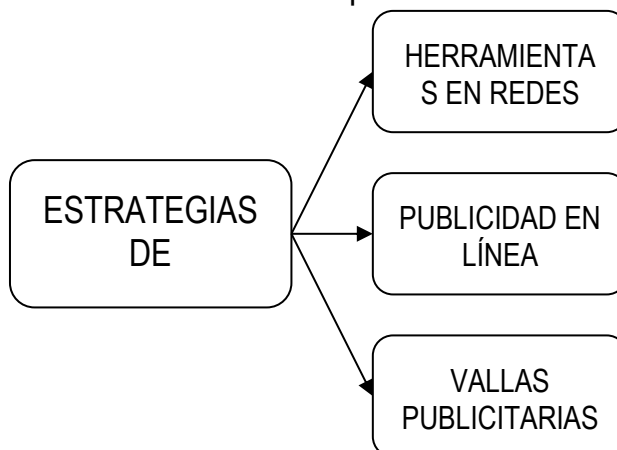 HERRAMIENTA
S EN REDES
ESTRATEGIAS
DE
PUBLICIDAD EN
LÍNEA
VALLAS
PUBLICITARIAS